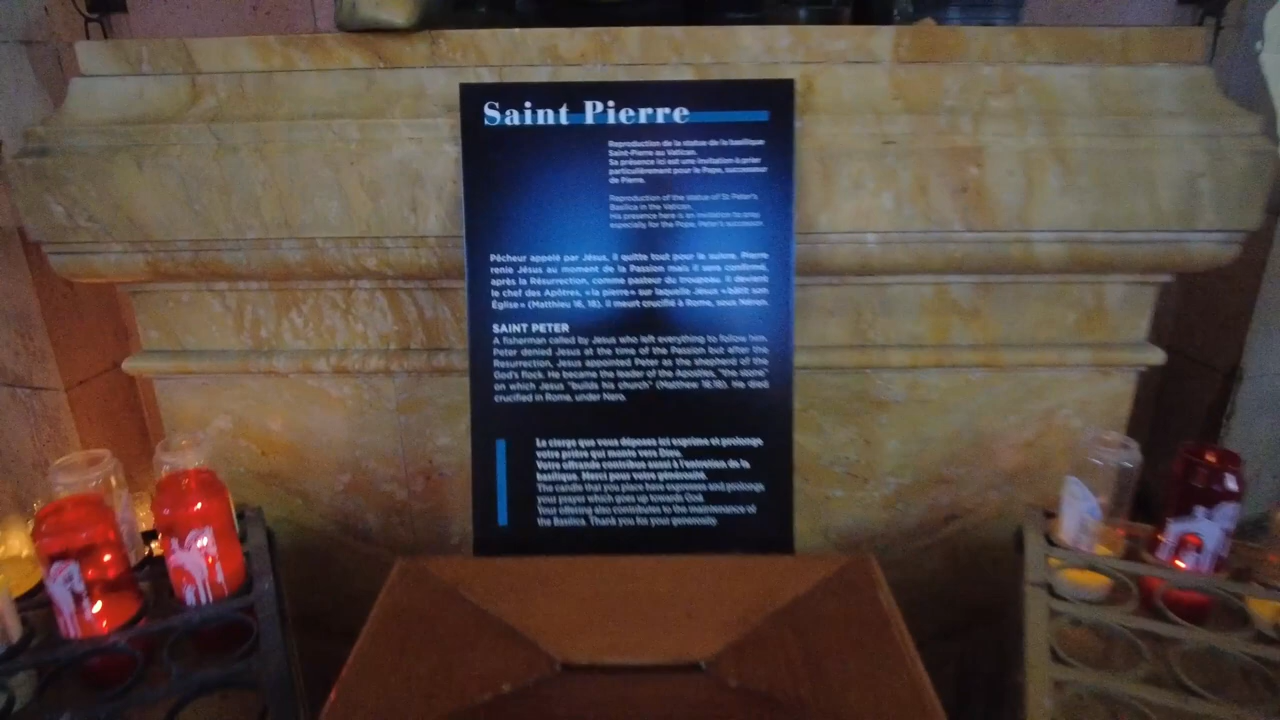 Saint Pierre
Reproduction de la statue de la basilique
Saint-Pierre au Vatican.
Sa présence ici est une invitation à prier
particulièrement pour le Pape, successeur
de Pierre.
Reproduction of the statue of St Peter's
Basilica in the Vatican.
His presence here is an invitation to pray
especially for the Pope, Peter's successor.
Pêcheur appelé par Jésus, il quitte tout pour le suivre. Pierre
renie Jésus au moment de la Passion mais il sera confirmé,
après la Résurrection, comme pasteur du troupeau. Il devient
le chef des Apôtres, « la pierre » sur laquelle Jésus « bâtit son
Église » (Matthieu 16, 18). Il meurt crucifié à Rome, sous Néron.
SAINT PETER
A fisherman called by Jesus who left everything to follow him.
Peter denied Jesus at the time of the Passion but after the
Resurrection, Jesus appointed Peter as the shepherd of the
God's flock. He became the leader of the Apostles, "the stone"
on which Jesus "builds his church" (Matthew 16:18). He died
crucified in Rome, under Nero.
Le cierge que vous déposez ici exprime et prolonge
votre prière qui monte vers Dieu.
Votre offrande contribue aussi à l'entretien de la
basilique. Merci pour votre générosité.
The candle that you place here expresses and prolongs
your prayer which goes up towards God.
Your offering also contributes to the maintenance of
the Basilica. Thank you for your generosity.